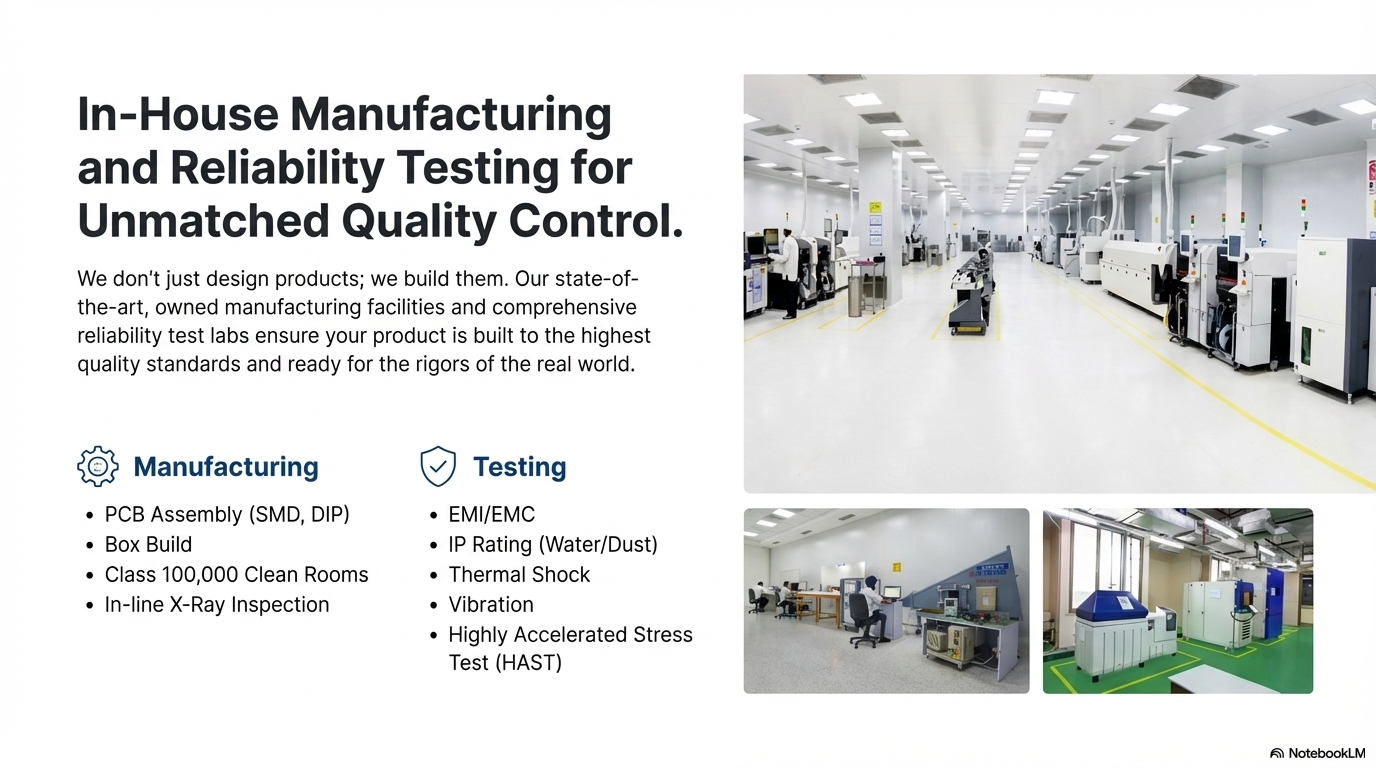 In-House Manufacturing
and Reliability Testing for
Unmatched Quality Control.
We don't just design products; we build them. Our state-of-
the-art, owned manufacturing facilities and comprehensive
reliability test labs ensure your product is built to the highest
quality standards and ready for the rigors of the real world.
Manufacturing
• PCB Assembly (SMD, DIP)
• Box Build
• Class 100,000 Clean Rooms
• In-line X-Ray Inspection
Testing
• EMI/EMC
• IP Rating (Water/Dust)
• Thermal Shock
• Vibration
• Highly Accelerated Stress
Test (HAST)
NotebookLM